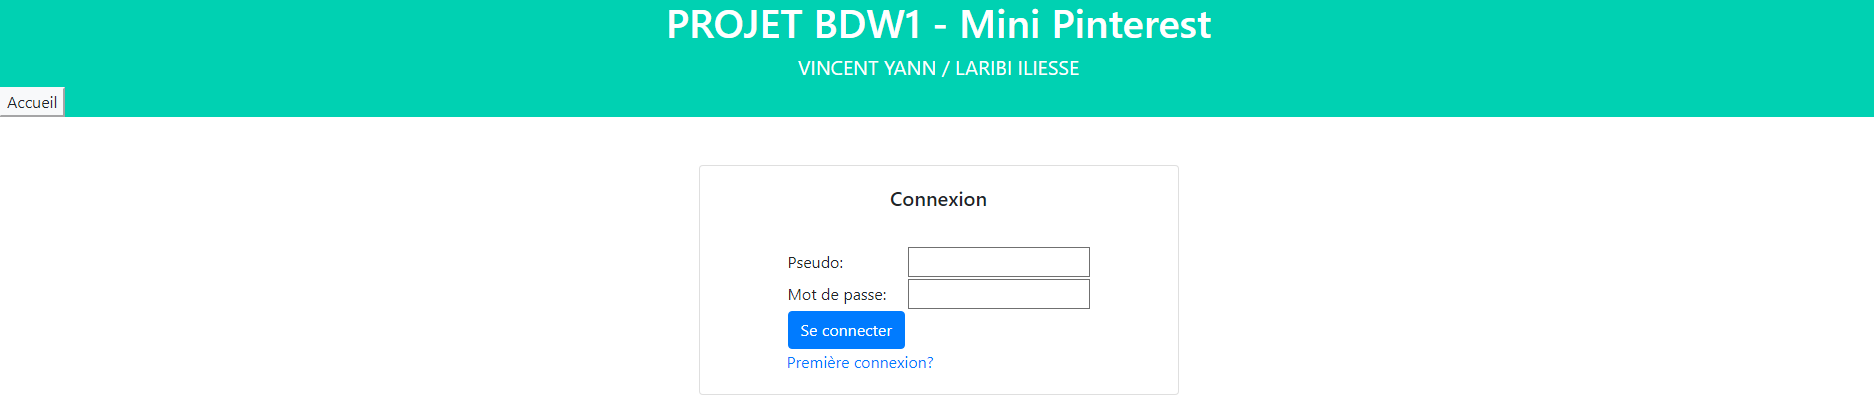 PROJET BDW1 - Mini Pinterest
VINCENT YANN / LARIBI ILIESSE
Accueil
Connexion
Pseudo:
Mot de passe:
Se connecter
Première connexion?